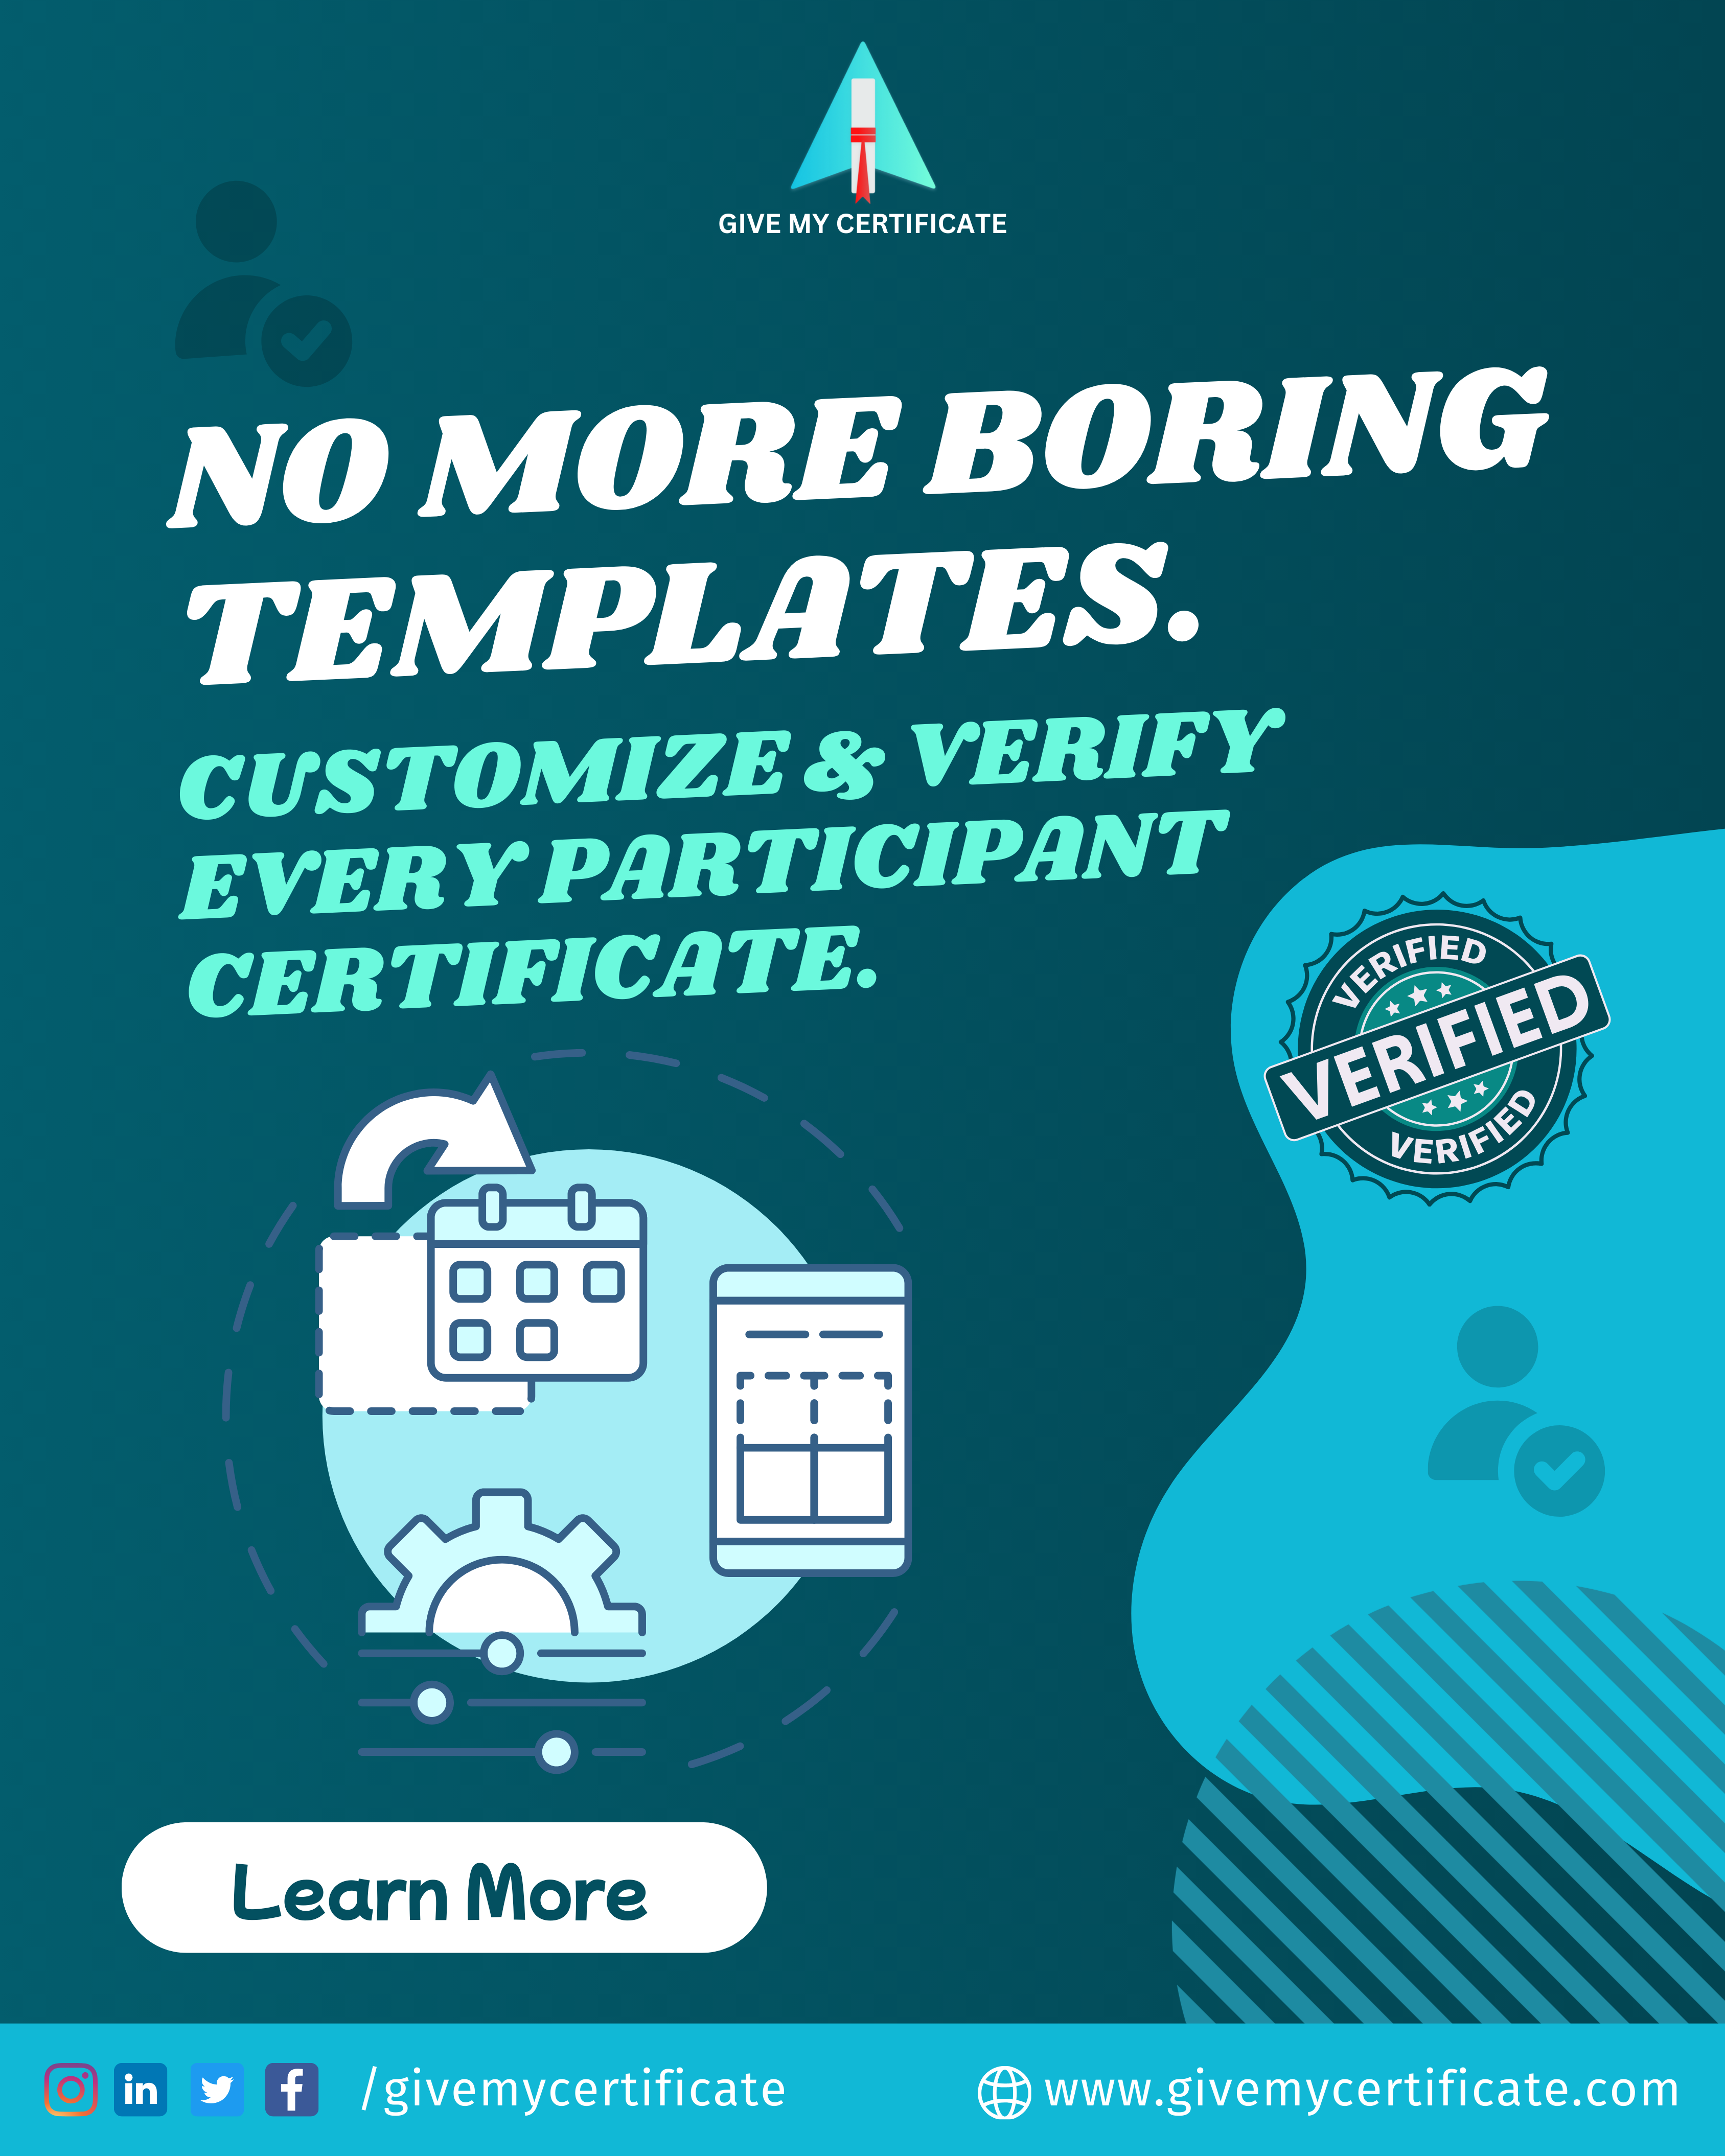 GIVE MY CERTIFICATE
NO MORE BORING
TEMPLATES.
CUSTOMIZE & VERIFY
EVERY PARTICIPANT
CERTIFICATE.
VERIFIED
VERIFIED
VERIFIED
Learn More
in
f
/givemycertificate
www.givemycertificate.com